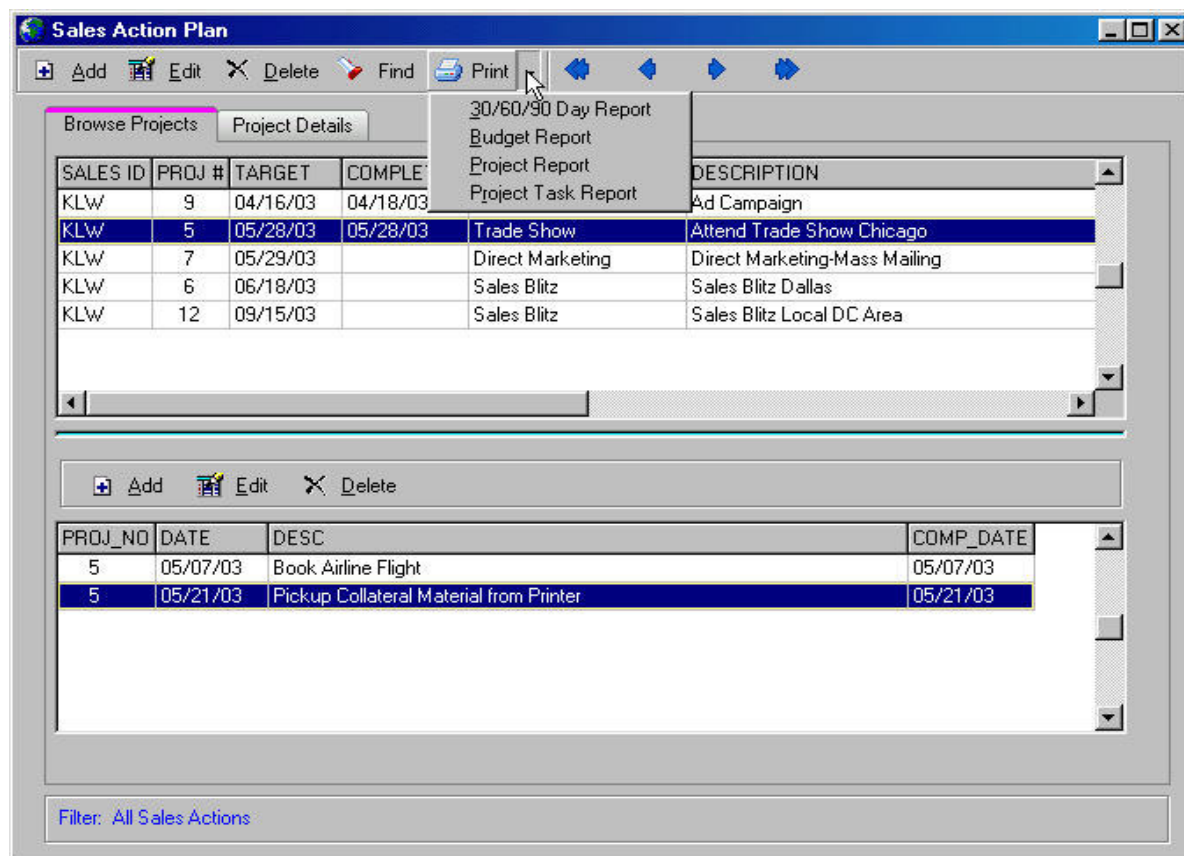 Sales Action Plan
Add Edit Delete Find Print
30/60/90 Day Report
Budget Report
Project Report
Project Task Report
Browse Projects Project Details
SALES ID PROJ # TARGET COMPLET DESCRIPTION
KLW 9 04/16/03 04/18/03 Ad Campaign
KLW 5 05/28/03 05/28/03 Trade Show Attend Trade Show Chicago
KLW 7 05/29/03 Direct Marketing Direct Marketing-Mass Mailing
KLW 6 06/18/03 Sales Blitz Sales Blitz Dallas
KLW 12 09/15/03 Sales Blitz Sales Blitz Local DC Area
Add Edit Delete
PROJ_NO DATE DESC COMP_DATE
5 05/07/03 Book Airline Flight 05/07/03
5 05/21/03 Pickup Collateral Material from Printer 05/21/03
Filter: All Sales Actions